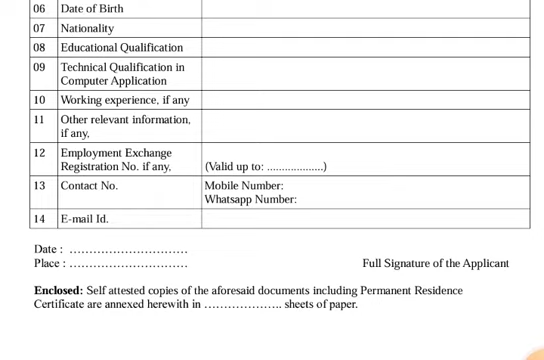 06 Date of Birth
07 Nationality
08 Educational Qualification
09 Technical Qualification in
Computer Application
10 Working experience, if any
11 Other relevant information,
if any,
12 Employment Exchange
Registration No. if any, (Valid up to: ...................)
13 Contact No. Mobile Number:
Whatsapp Number:
14 E-mail Id.
Date : …………………………
Place : …………………………
Full Signature of the Applicant
Enclosed: Self attested copies of the aforesaid documents including Permanent Residence
Certificate are annexed herewith in ……………….. sheets of paper.